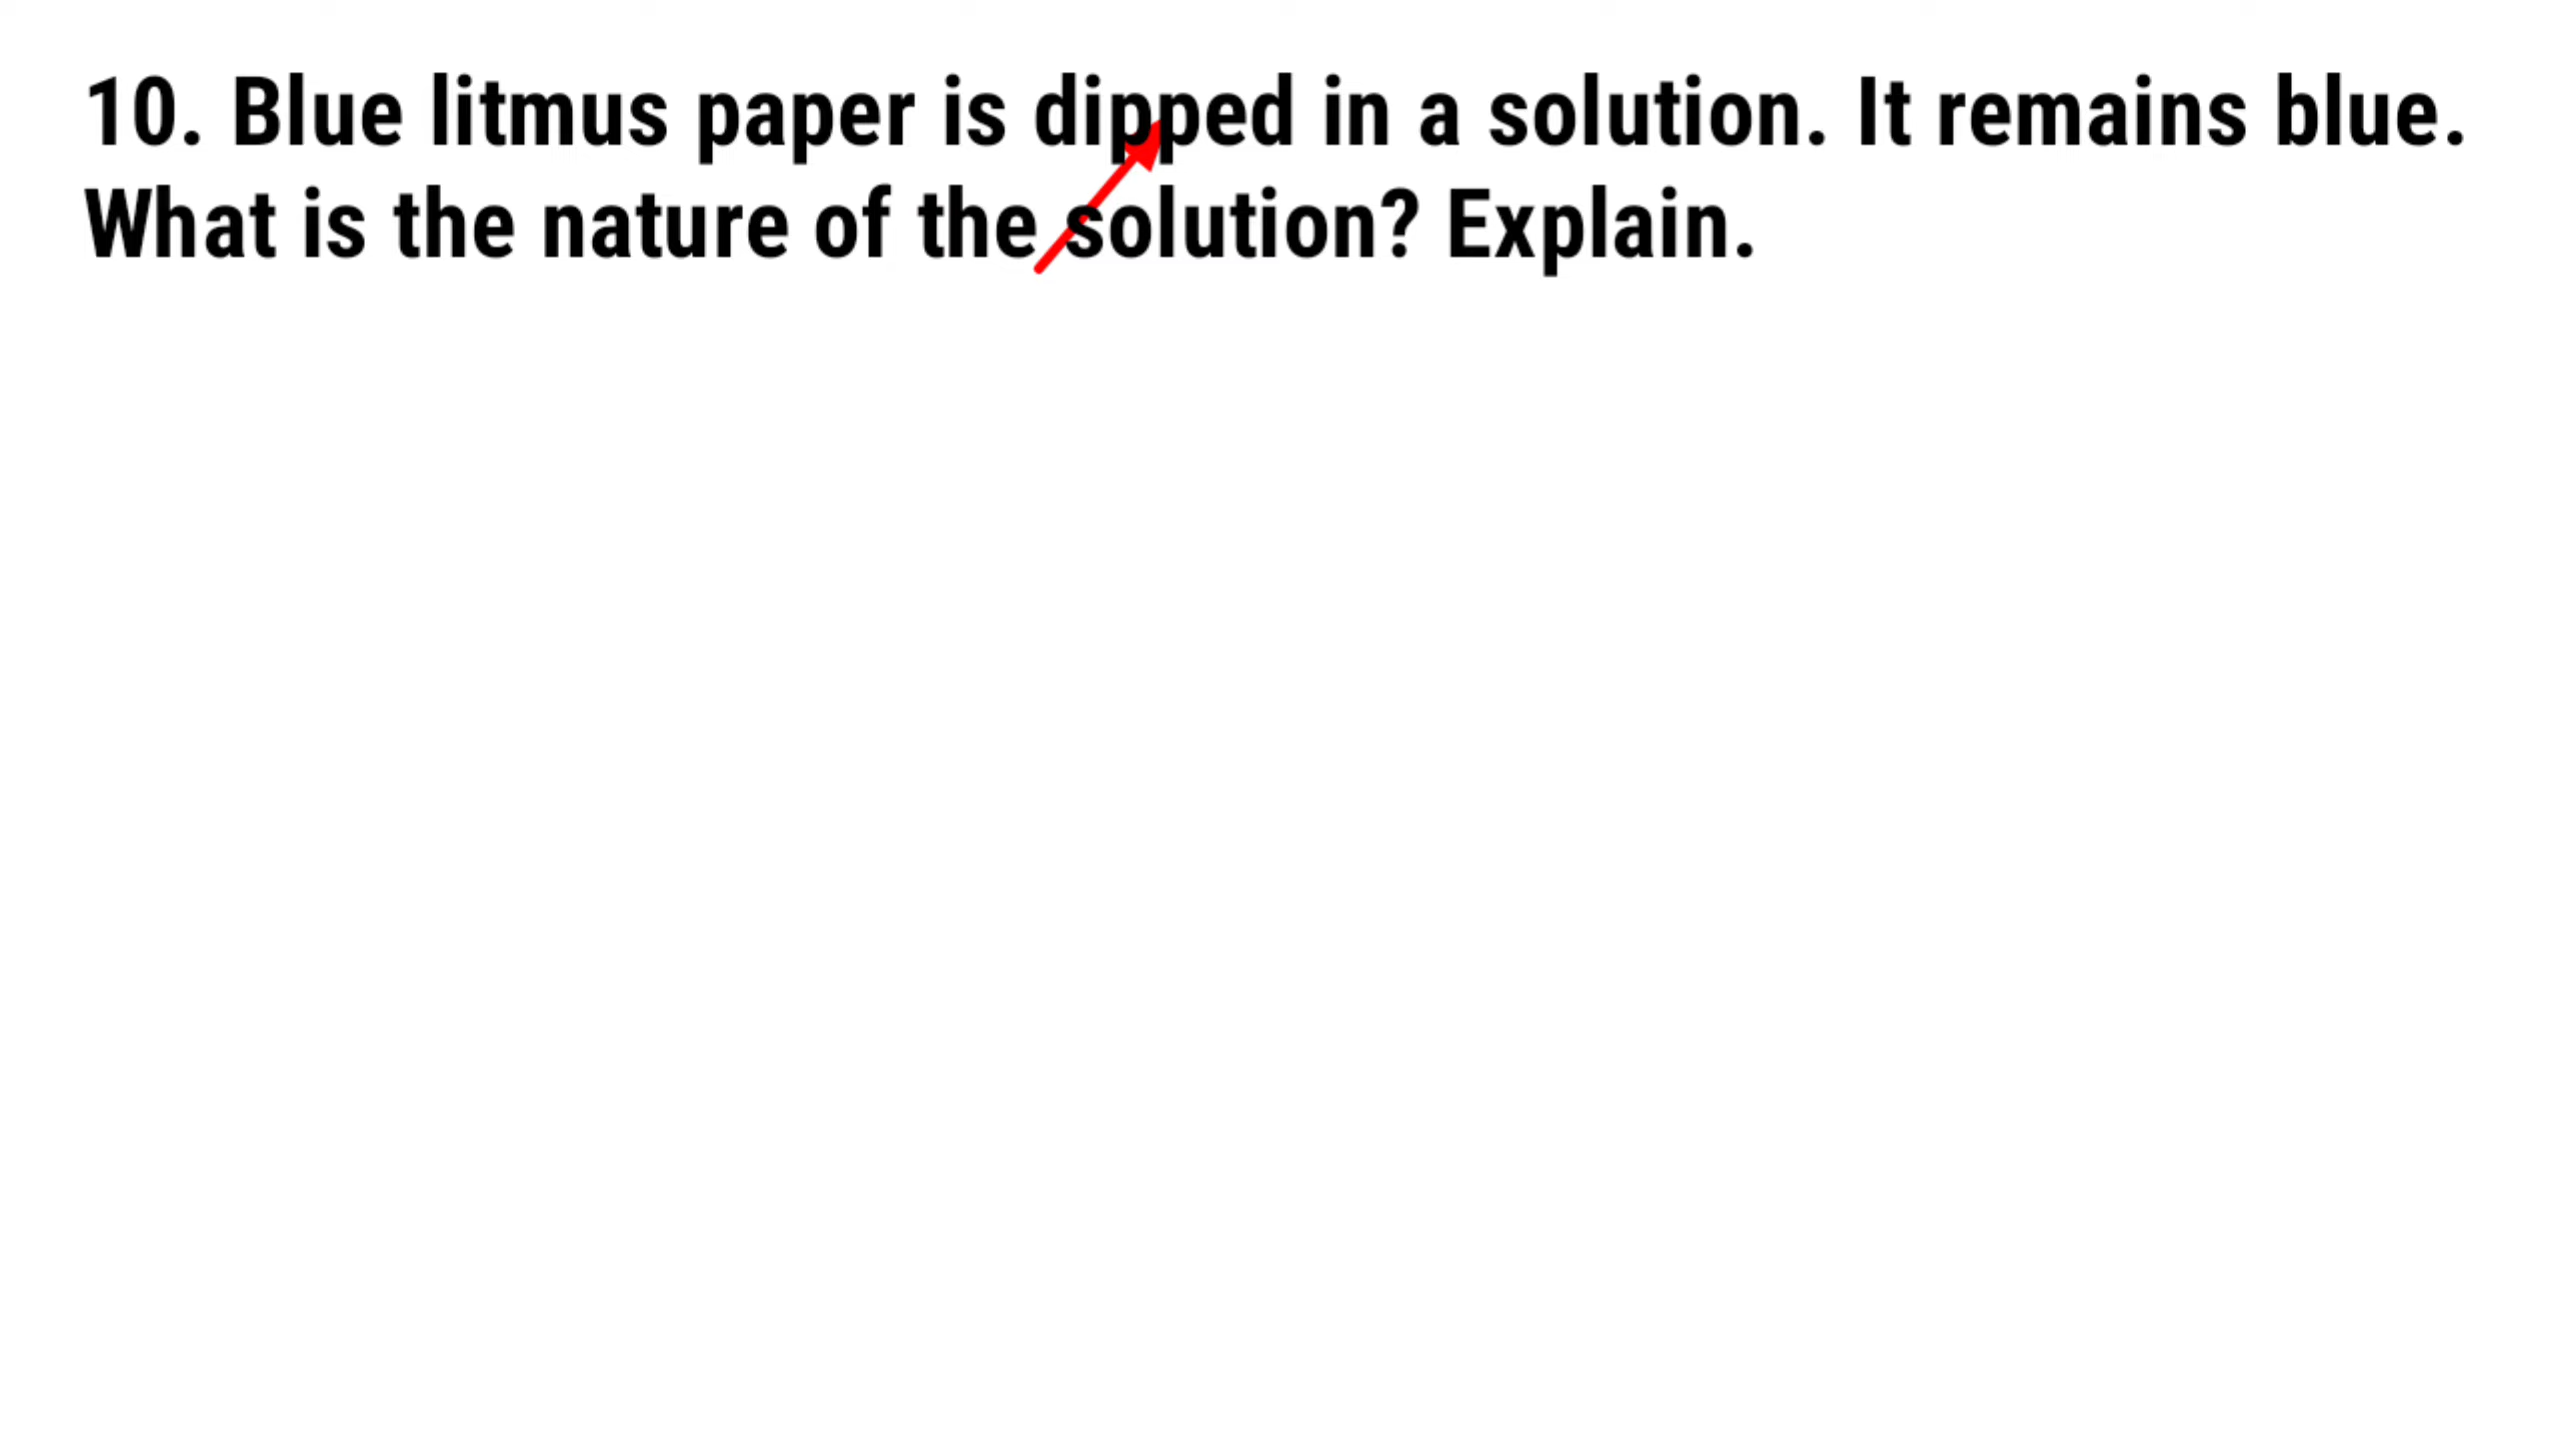 10. Blue litmus paper is dipped in a solution. It remains blue.
What is the nature of the solution? Explain.